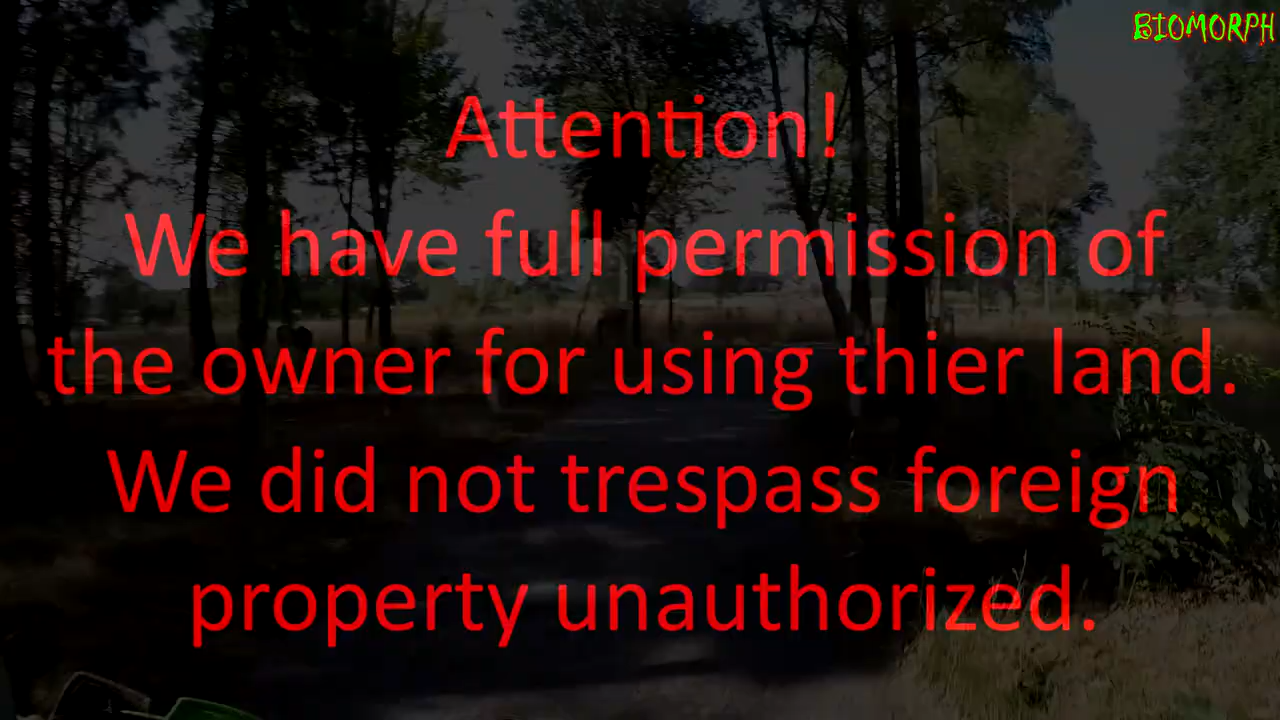 BIOMORPH
Attention!
We have full permission of
the owner for using thier land.
We did not trespass foreign
property unauthorized.